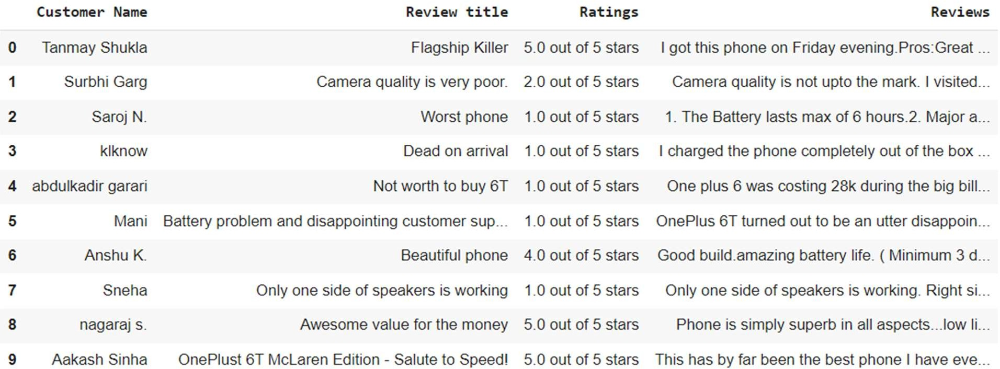 Customer Name Review title Ratings Reviews
0 Tanmay Shukla Flagship Killer 5.0 out of 5 stars I got this phone on Friday evening.Pros:Great ...
1 Surbhi Garg Camera quality is very poor. 2.0 out of 5 stars Camera quality is not upto the mark. I visited...
2 Saroj N. Worst phone 1.0 out of 5 stars 1. The Battery lasts max of 6 hours.2. Major a...
3 klknow Dead on arrival 1.0 out of 5 stars I charged the phone completely out of the box ...
4 abdulkadir garari Not worth to buy 6T 1.0 out of 5 stars One plus 6 was costing 28k during the big bill...
5 Mani Battery problem and disappointing customer sup... 1.0 out of 5 stars OnePlus 6T turned out to be an utter disappoin...
6 Anshu K. Beautiful phone 4.0 out of 5 stars Good build.amazing battery life. ( Minimum 3 d...
7 Sneha Only one side of speakers is working 1.0 out of 5 stars Only one side of speakers is working. Right si...
8 nagaraj s. Awesome value for the money 5.0 out of 5 stars Phone is simply superb in all aspects...low li...
9 Aakash Sinha OnePlust 6T McLaren Edition - Salute to Speed! 5.0 out of 5 stars This has by far been the best phone I have eve...